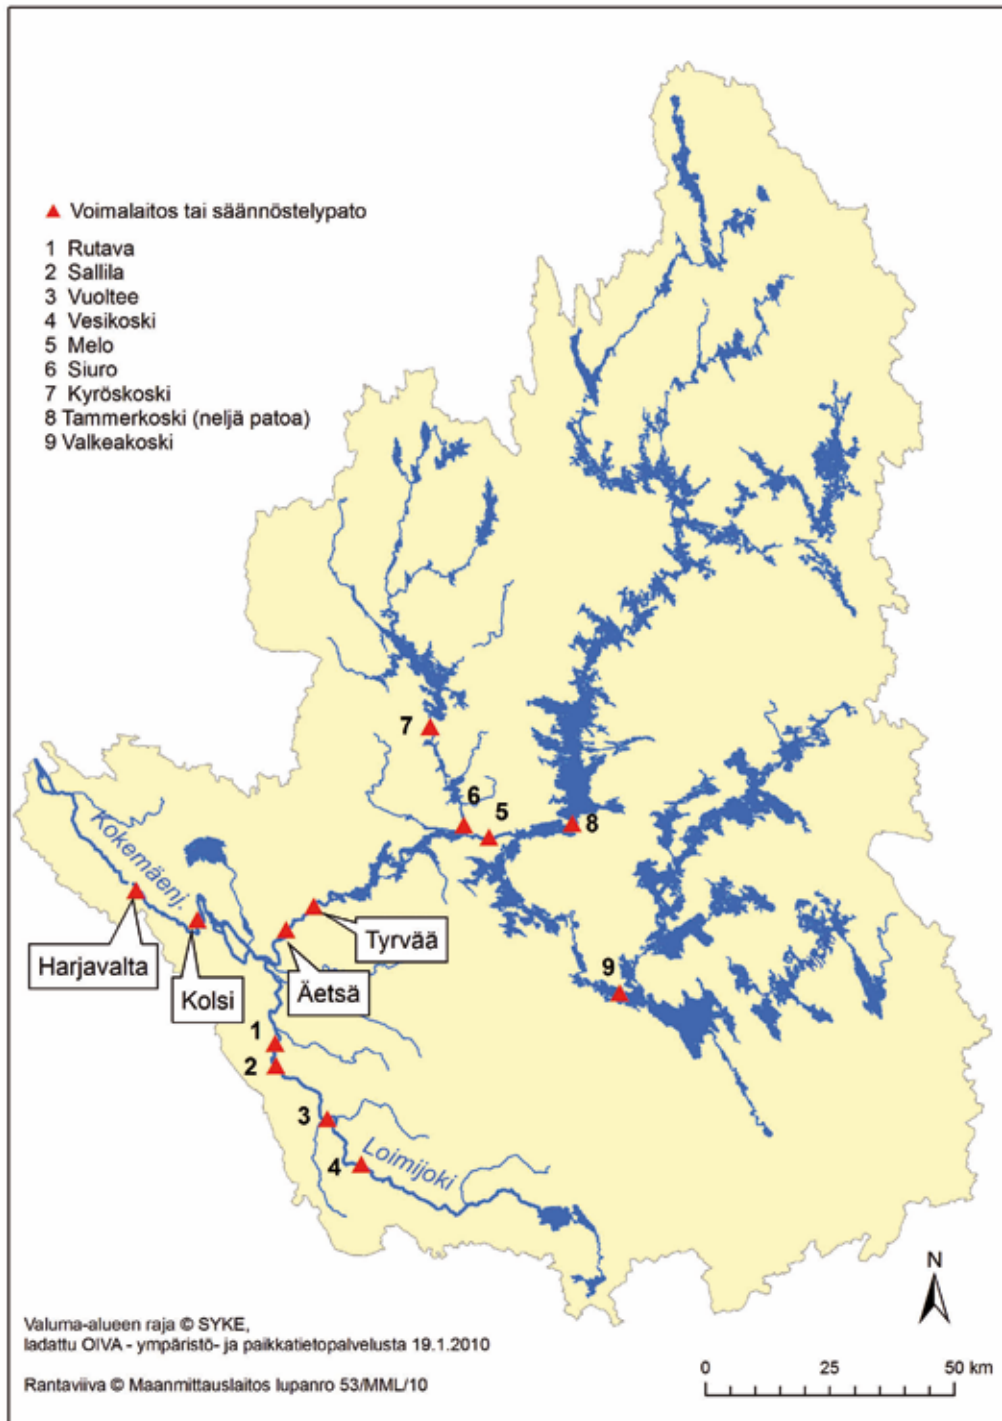 Voimalaitos tai säännöstelypato
1 Rutava
2 Sallila
3 Vuoltee
4 Vesikoski
5 Melo
6 Siuro
7 Kyröskoski
8 Tammerkoski (neljä patoa)
9 Valkeakoski
7
6
5
8
Kokemäenj.
Harjavalta
Kolsi
Äetsä
Tyrvää
9
1
2
3
4
Loimijoki
N
Valuma-alueen raja © SYKE,
ladattu OIVA - ympäristö- ja paikkatietopalvelusta 19.1.2010
Rantaviiva © Maanmittauslaitos lupanro 53/MML/10
0 25 50 km